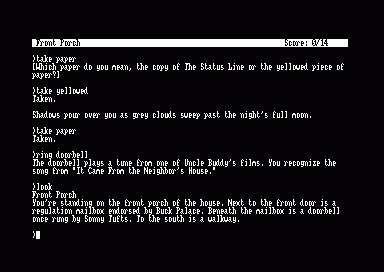 Front Porch Score: 0/14
)take paper
[Which paper do you mean, the copy of The Status Line or the yellowed piece of
paper?]
)take yellowed
Taken.
Shadows pour over you as grey clouds sweep past the night's full moon.
)take paper
Taken.
)ring doorbell
The doorbell plays a tune from one of Uncle Buddy's films. You recognize the
song from "It Came From the Neighbor's House."
)look
Front Porch
You're standing on the front porch of the house. Next to the front door is a
regulation mailbox endorsed by Buck Palace. Beneath the mailbox is a doorbell
once rung by Sonny Tufts. To the south is a walkway.
)